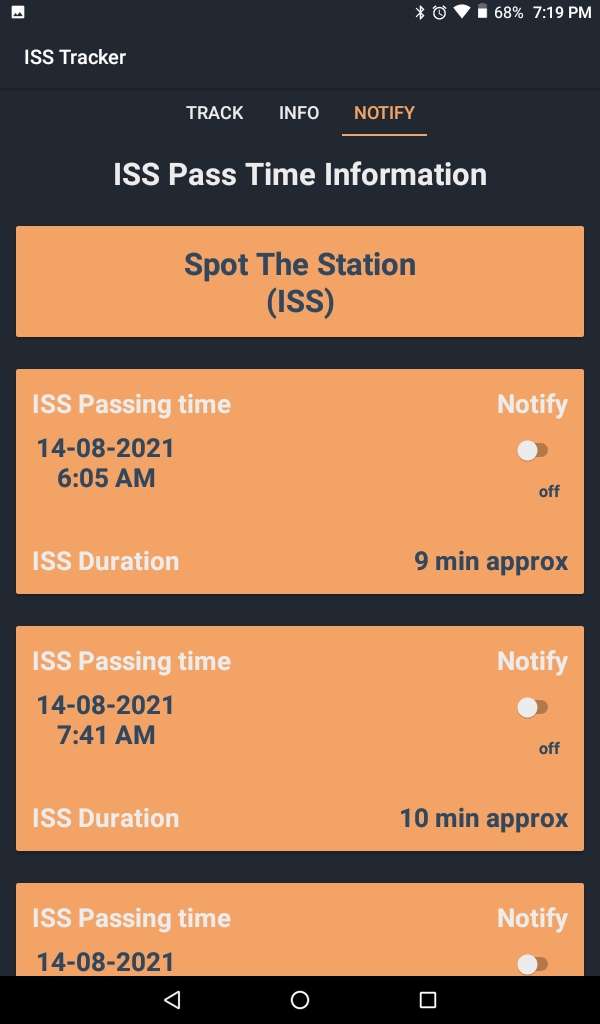 68% 7:19 PM
ISS Tracker
TRACK INFO NOTIFY
ISS Pass Time Information
Spot The Station
(ISS)
ISS Passing time Notify
14-08-2021
6:05 AM
off
ISS Duration 9 min approx
ISS Passing time Notify
14-08-2021
7:41 AM
off
ISS Duration 10 min approx
ISS Passing time Notify
14-08-2021